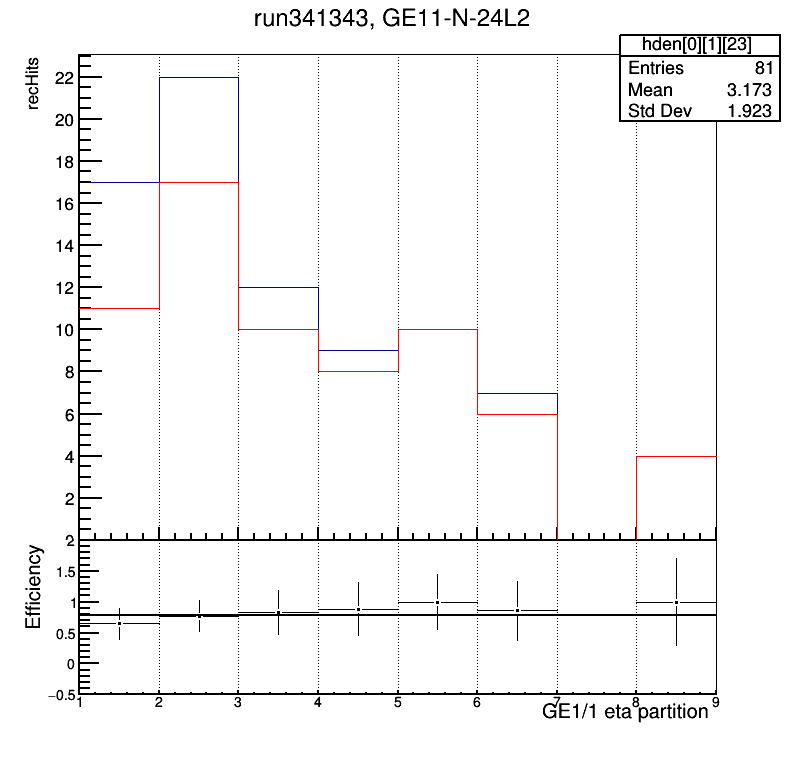 run341343, GE11-N-24L2
hden[0][1][23]
Entries 81
Mean 3.173
Std Dev 1.923
recHits
22
20
18
16
14
12
10
8
6
4
2
Efficiency
2
1.5
1
0.5
0
−0.5
1 2 3 4 5 6 7 8 9
GE1/1 eta partition